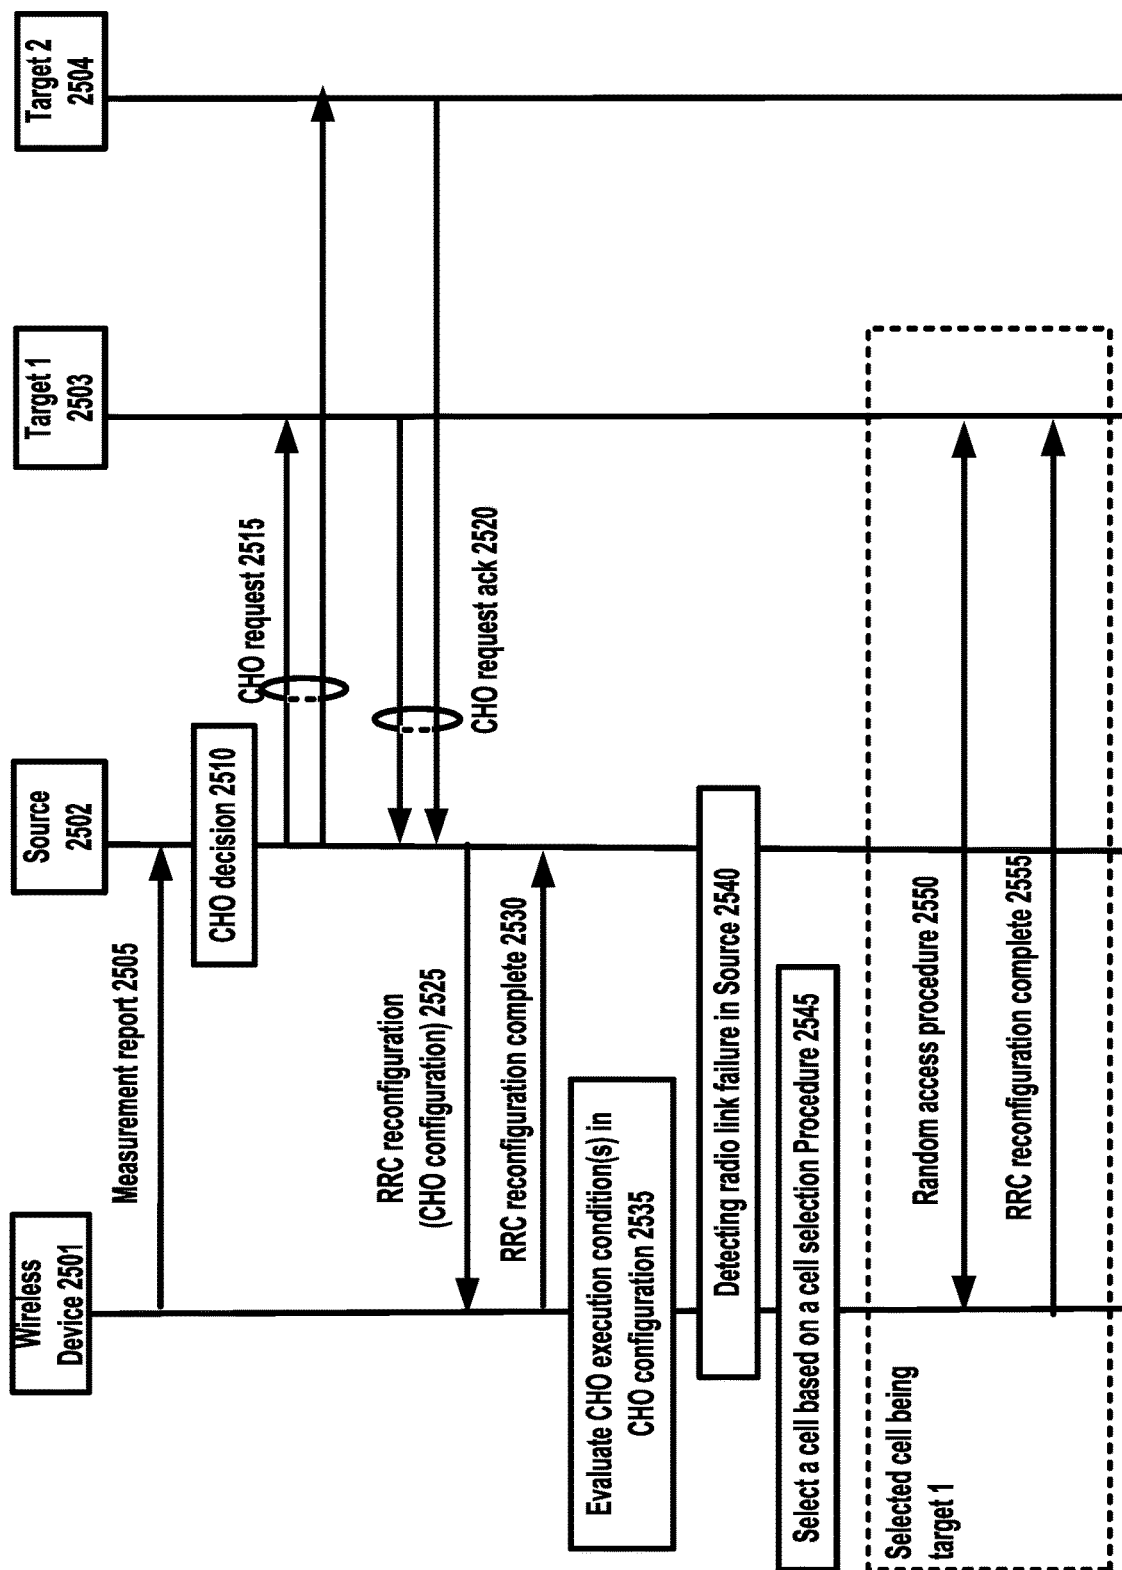 Wireless
Device 2501
Source
2502
Target 1
2503
Target 2
2504
Measurement report 2505
CHO decision 2510
CHO request 2515
CHO request ack 2520
RRC reconfiguration
(CHO configuration) 2525
RRC reconfiguration complete 2530
Evaluate CHO execution condition(s) in
CHO configuration 2535
Detecting radio link failure in Source 2540
Select a cell based on a cell selection Procedure 2545
Selected cell being
target 1
Random access procedure 2550
RRC reconfiguration complete 2555